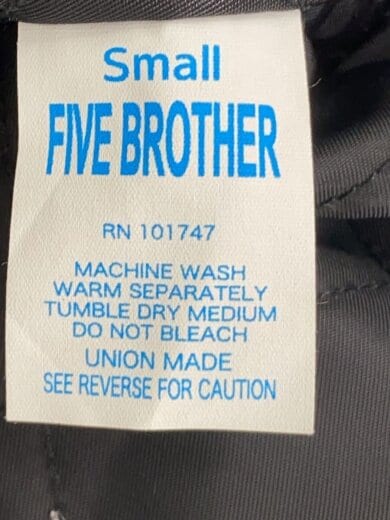 Small
FIVE BROTHER
RN 101747
MACHINE WASH
WARM SEPARATELY
TUMBLE DRY MEDIUM
DO NOT BLEACH
UNION MADE
SEE REVERSE FOR CAUTION